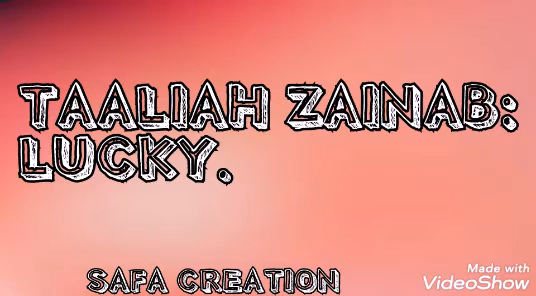 TAALIAH ZAINAB:
LUCKY.
SAFA CREATION
Made with
VideoShow